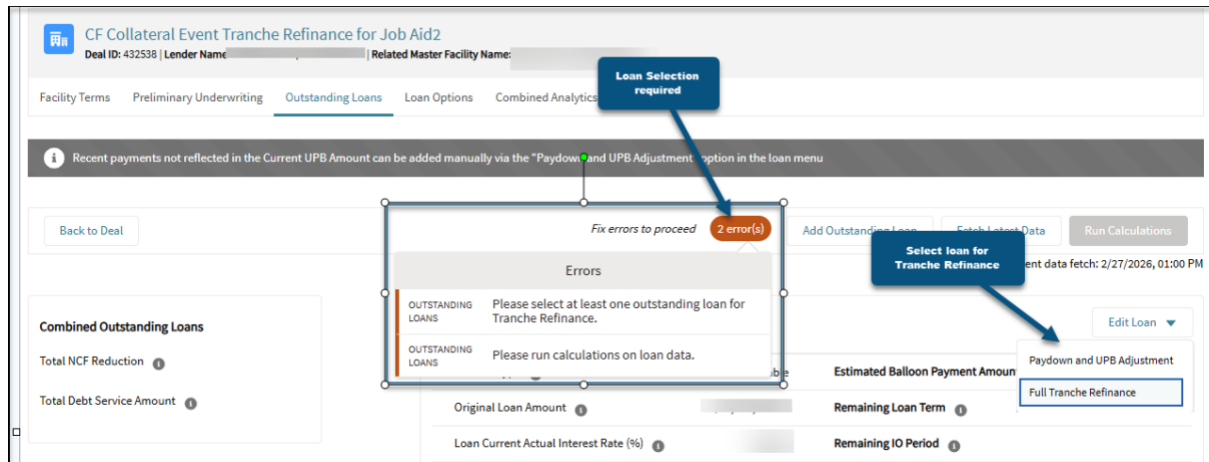 CF Collateral Event Tranche Refinance for Job Aid2
Deal ID: 432538 | Lender Name | Related Master Facility Name:
Loan Selection
required
Facility Terms Preliminary Underwriting Outstanding Loans Loan Options Combined Analytics
Recent payments not reflected in the Current UPB Amount can be added manually via the "Paydown and UPB Adjustment" option in the loan menu
Back to Deal Fix errors to proceed 2 error(s) Add Outstanding Loan Fetch Latest Data Run Calculations
Select loan for
Tranche Refinance
ent data fetch: 2/27/2026, 01:00 PM
Errors
OUTSTANDING
LOANS
Please select at least one outstanding loan for
Tranche Refinance.
OUTSTANDING
LOANS
Please run calculations on loan data.
Combined Outstanding Loans
Total NCF Reduction
Total Debt Service Amount
Edit Loan
Paydown and UPB Adjustment
Full Tranche Refinance
Estimated Balloon Payment Amoun
Original Loan Amount Remaining Loan Term
Loan Current Actual Interest Rate (%) Remaining IO Period